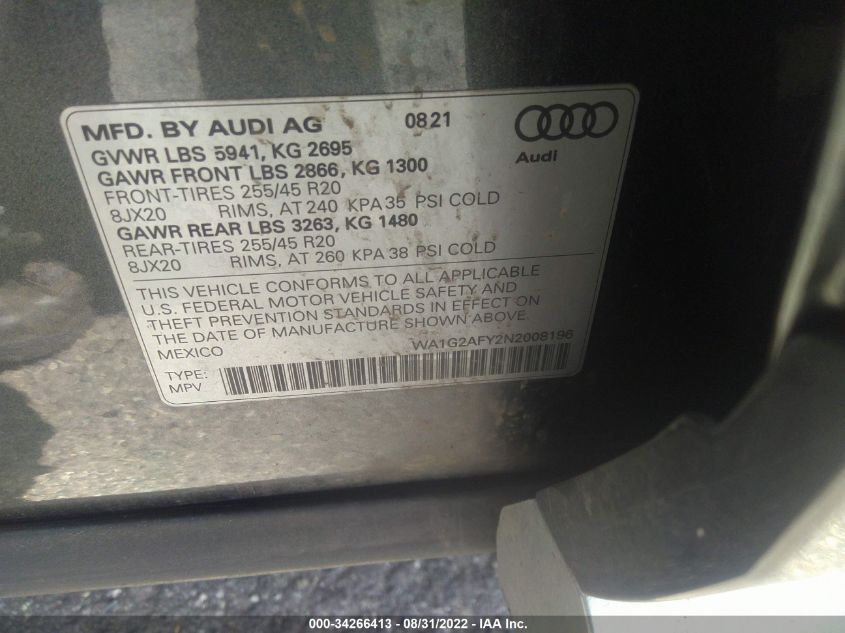 MFD. BY AUDI AG 0821
Audi
GVWR LBS 5941, KG 2695
GAWR FRONT LBS 2866, KG 1300
FRONT-TIRES 255/45 R20
8JX20 RIMS, AT 240 KPA 35 PSI COLD
GAWR REAR LBS 3263, KG 1480
REAR-TIRES 255/45 R20
8JX20 RIMS, AT 260 KPA 38 PSI COLD
THIS VEHICLE CONFORMS TO ALL APPLICABLE
U.S. FEDERAL MOTOR VEHICLE SAFETY AND
THEFT PREVENTION STANDARDS IN EFFECT ON
THE DATE OF MANUFACTURE SHOWN ABOVE.
MEXICO WA1G2AFY2N2008196
TYPE:
MPV
000-34266413 - 08/31/2022 - IAA Inc.